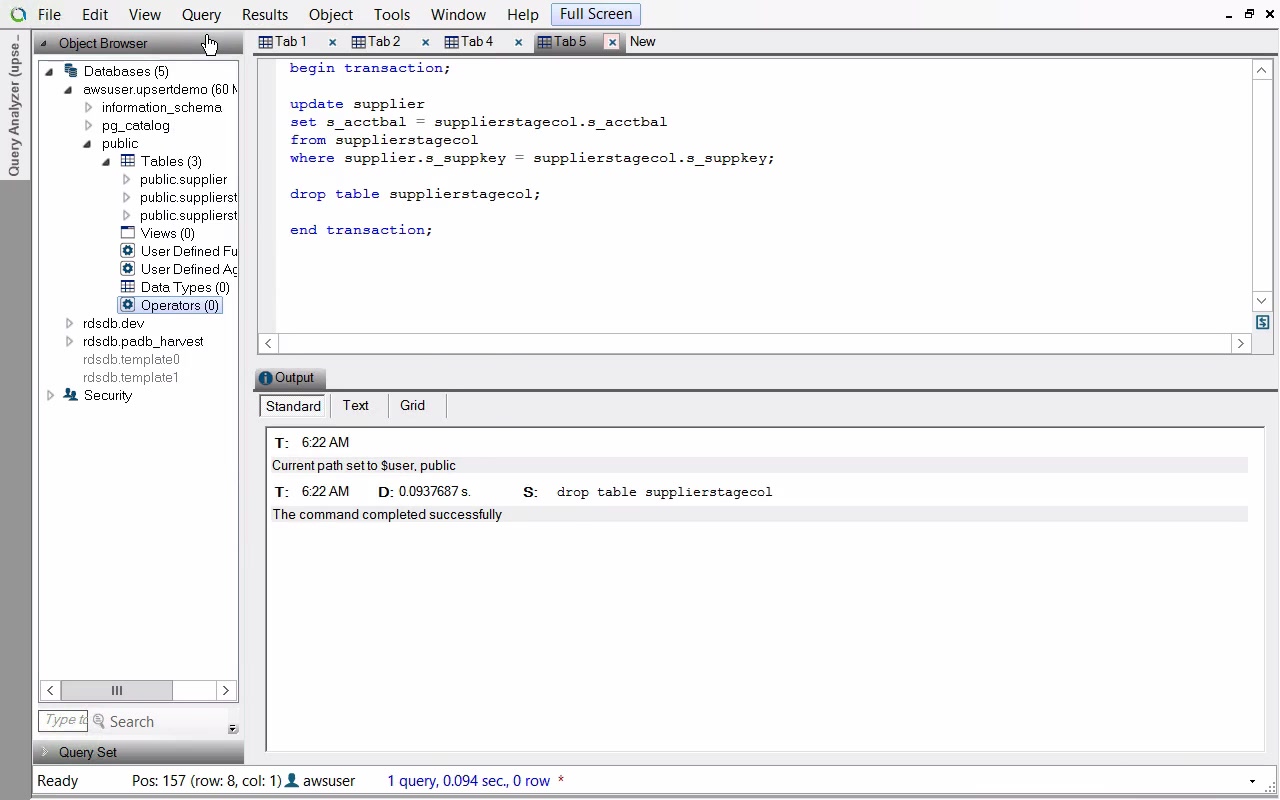 File Edit View Query Results Object Tools Window Help Full Screen
Query Analyzer (upse...
Object Browser
Databases (5)
awsuser.upsertdemo (60 M
information_schema
pg_catalog
public
Tables (3)
public.supplier
public.supplierst
public.supplierst
Views (0)
User Defined Fu
User Defined Ag
Data Types (0)
Operators (0)
rdsdb.dev
rdsdb.padb_harvest
rdsdb.template0
rdsdb.template1
Security
Type to Search
Query Set
Tab 1 Tab 2 Tab 4 Tab 5 New
begin transaction;
update supplier
set s_acctbal = supplierstagecol.s_acctbal
from supplierstagecol
where supplier.s_suppkey = supplierstagecol.s_suppkey;
drop table supplierstagecol;
end transaction;
Output
Standard Text Grid
T: 6:22 AM
Current path set to $user, public
T: 6:22 AM D: 0.0937687 s. S: drop table supplierstagecol
The command completed successfully
Ready Pos: 157 (row: 8, col: 1) awsuser 1 query, 0.094 sec., 0 row *